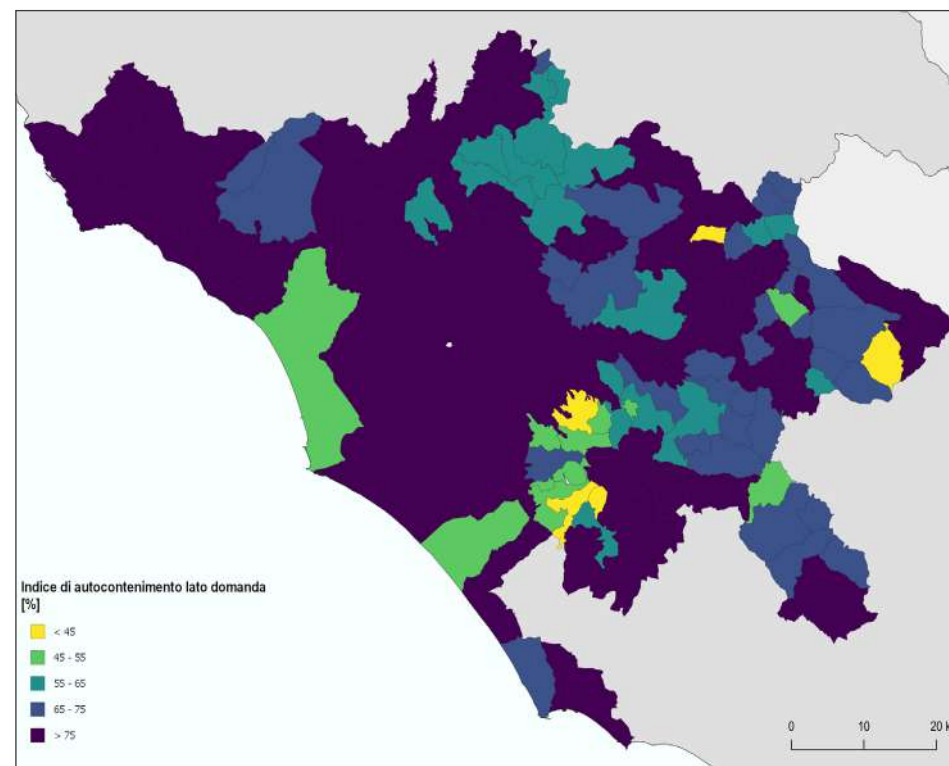 Indice di autocontenimento lato domanda
[%]
< 45
45 - 55
55 - 65
65 - 75
> 75
0 10 20 k